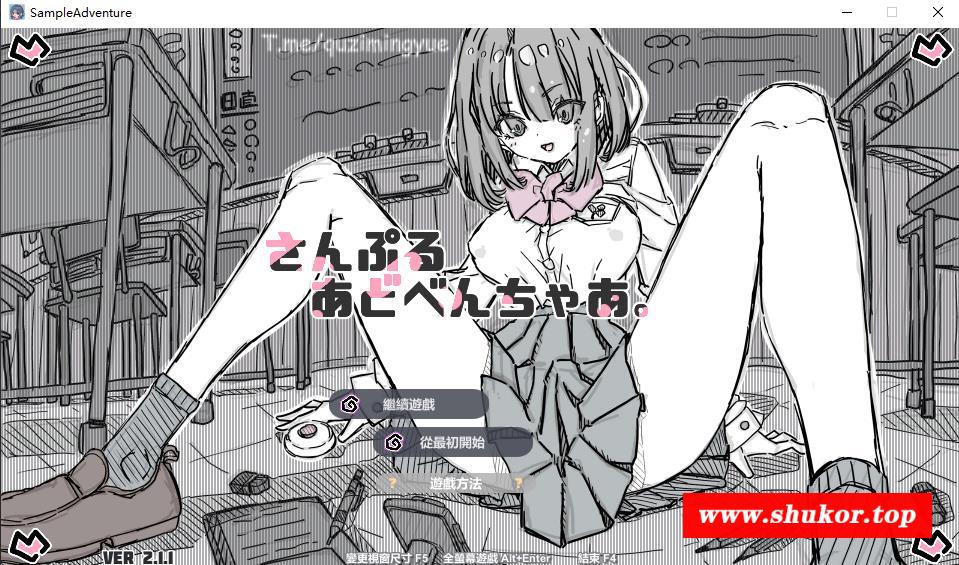 SampleAdventure
T.me/quzimingyue
日直
さんぷる
あどべんちゃあ。
繼續遊戲
從最初開始
? 遊戲方法 ?
www.shukor.top
VER 2.1.1
變更視窗尺寸 F5 全螢幕遊戲 Alt+Enter 結束 F4